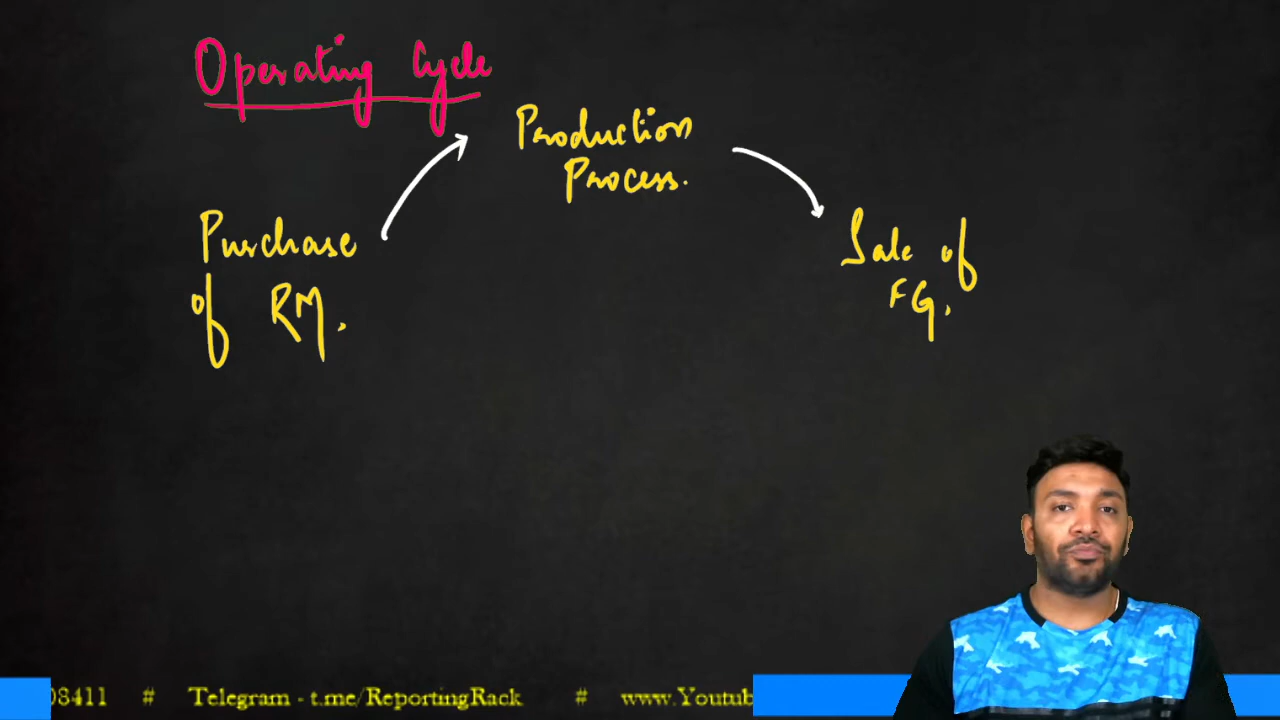 Operating Cycle
Production
Process.
Purchase
of RM.
Sale of
FG.
08411 # Telegram - t.me/ReportingRack # www.Youtub